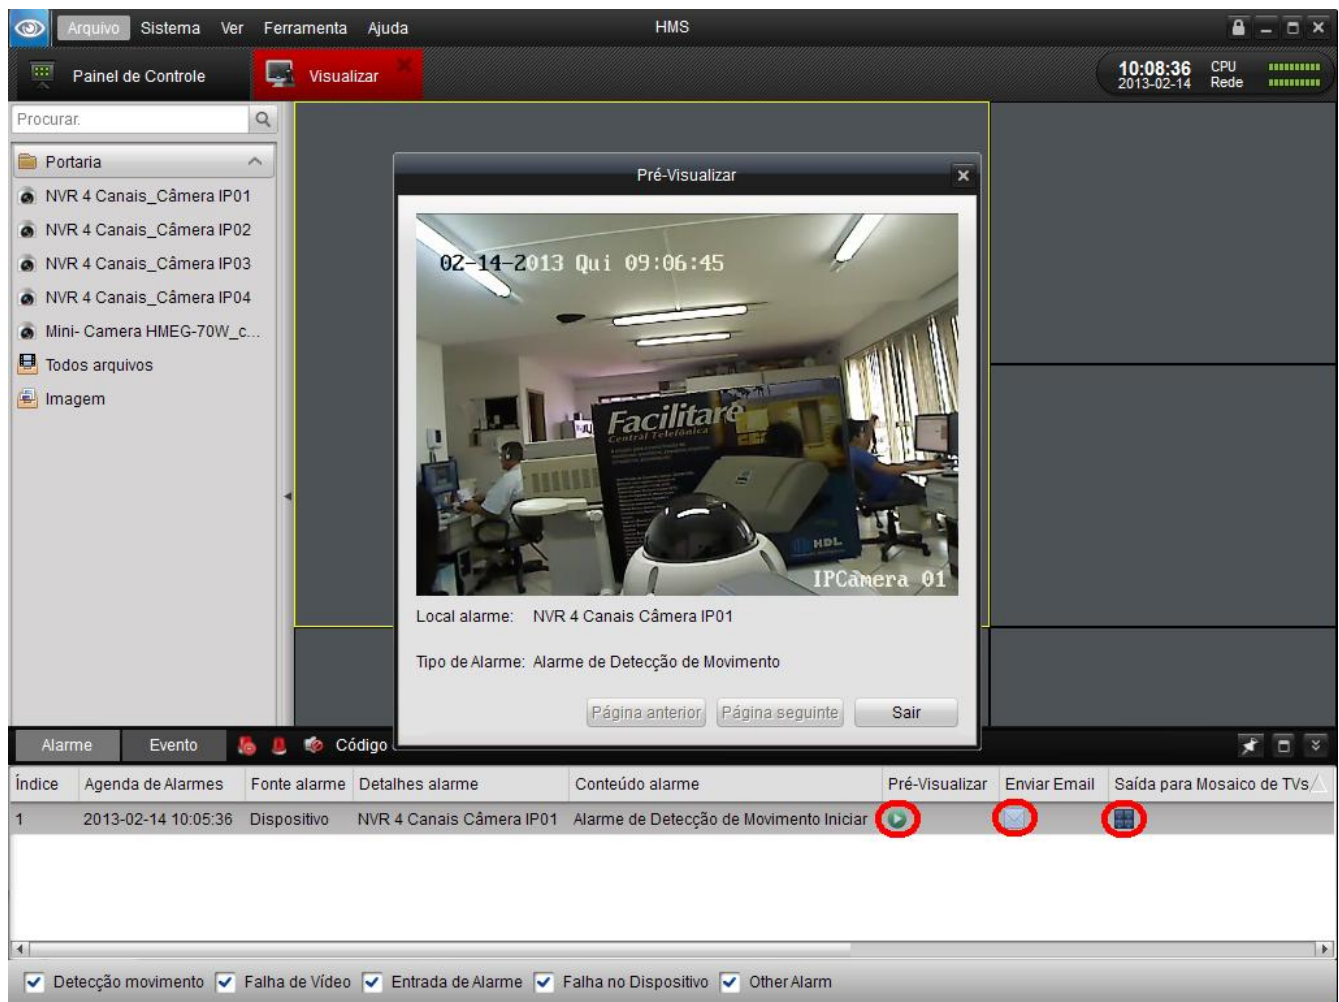 Arquivo Sistema Ver Ferramenta Ajuda HMS
Painel de Controle Visualizar 10:08:36 CPU
2013-02-14 Rede
Procurar.
Portaria
NVR 4 Canais_Câmera IP01
NVR 4 Canais_Câmera IP02
NVR 4 Canais_Câmera IP03
NVR 4 Canais_Câmera IP04
Mini- Camera HMEG-70W_c...
Todos arquivos
Imagem
Pré-Visualizar
02-14-2013 Qui 09:06:45
Facilitare
Central Telefônica
HDL
IPCamera 01
Local alarme: NVR 4 Canais Câmera IP01
Tipo de Alarme: Alarme de Detecção de Movimento
Página anterior Página seguinte Sair
Alarme Evento Código
Índice Agenda de Alarmes Fonte alarme Detalhes alarme Conteúdo alarme Pré-Visualizar Enviar Email Saída para Mosaico de TVs
1 2013-02-14 10:05:36 Dispositivo NVR 4 Canais Câmera IP01 Alarme de Detecção de Movimento Iniciar
Detecção movimento Falha de Vídeo Entrada de Alarme Falha no Dispositivo Other Alarm